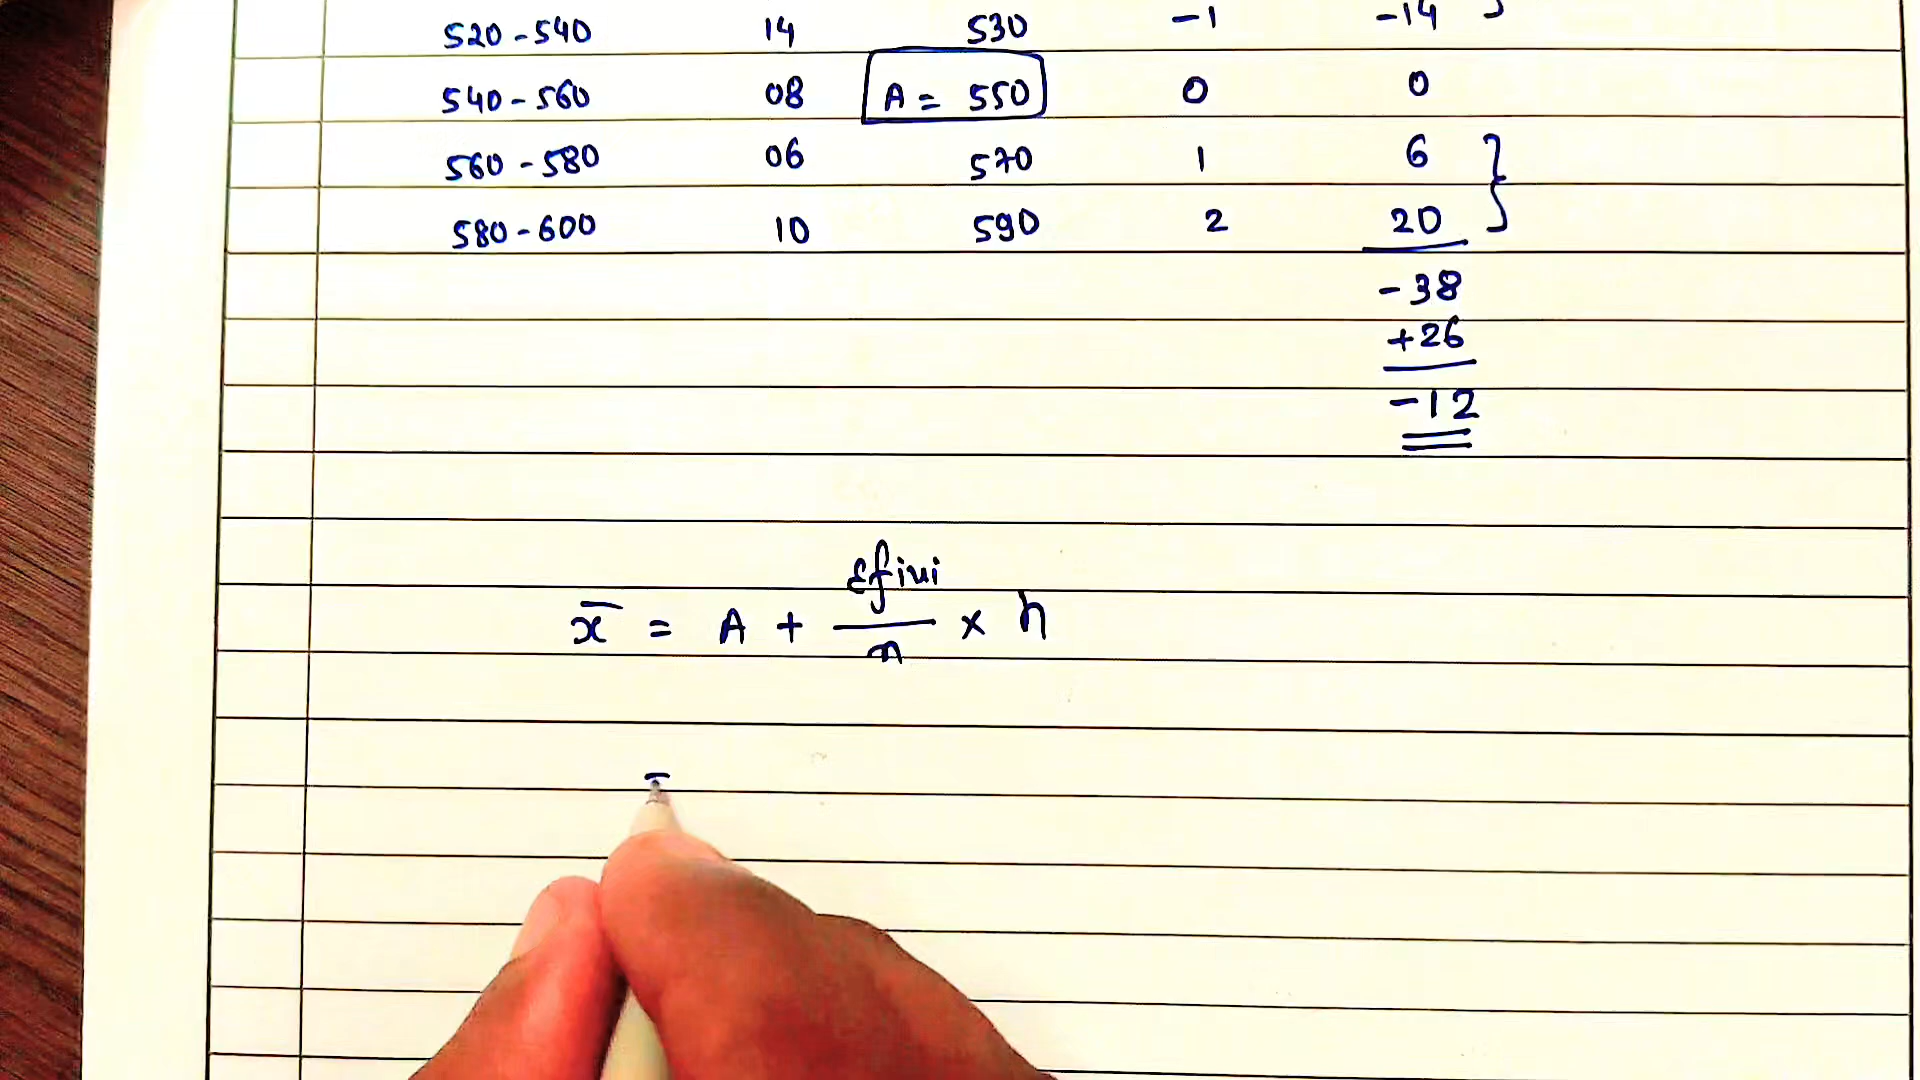 520-540 14 530 -1 -14
540-560 08 A = 550 0 0
560-580 06 570 1 6
580-600 10 590 2 20
-38
+26
-12
x̄ = A + Σfiui/n × h